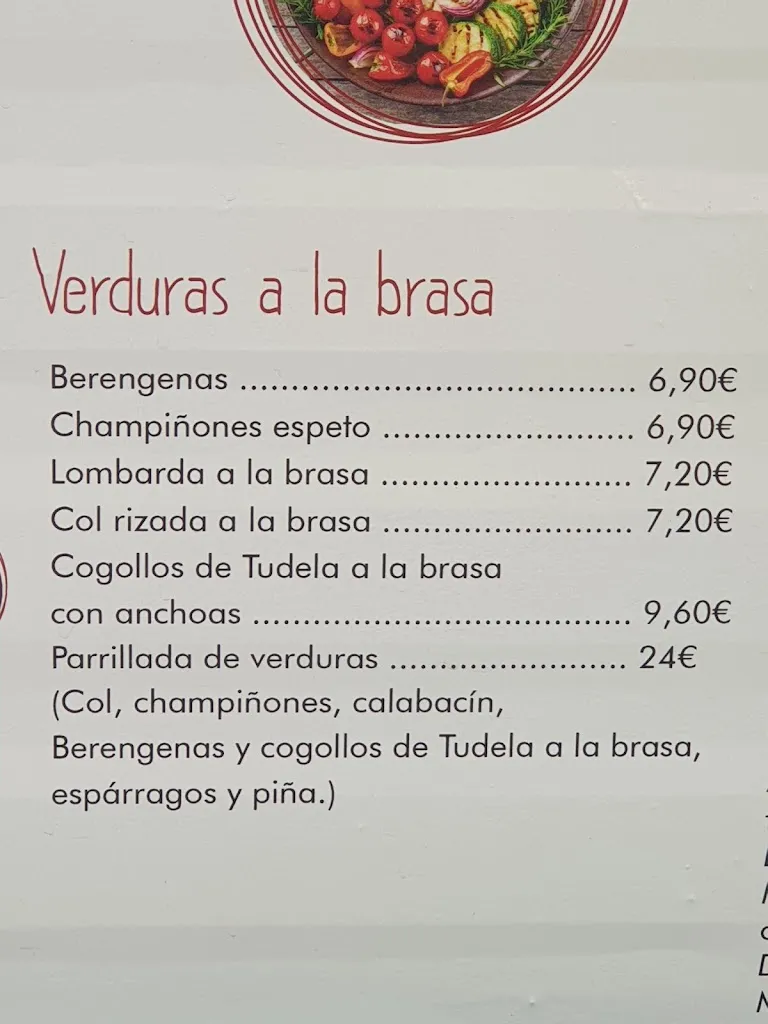 Verduras a la brasa
Berengenas ...................................... 6,90€
Champiñones espeto ........................ 6,90€
Lombarda a la brasa ........................ 7,20€
Col rizada a la brasa ........................ 7,20€
Cogollos de Tudela a la brasa
con anchoas .................................... 9,60€
Parrillada de verduras ....................... 24€
(Col, champiñones, calabacín,
Berengenas y cogollos de Tudela a la brasa,
espárragos y piña.)